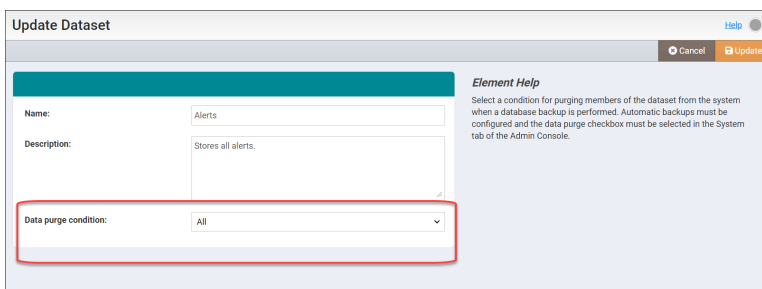 Update Dataset
Help
Cancel
Update
Element Help
Select a condition for purging members of the dataset from the system
when a database backup is performed. Automatic backups must be
configured and the data purge checkbox must be selected in the System
tab of the Admin Console.
Name:
Alerts
Description:
Stores all alerts.
Data purge condition:
All